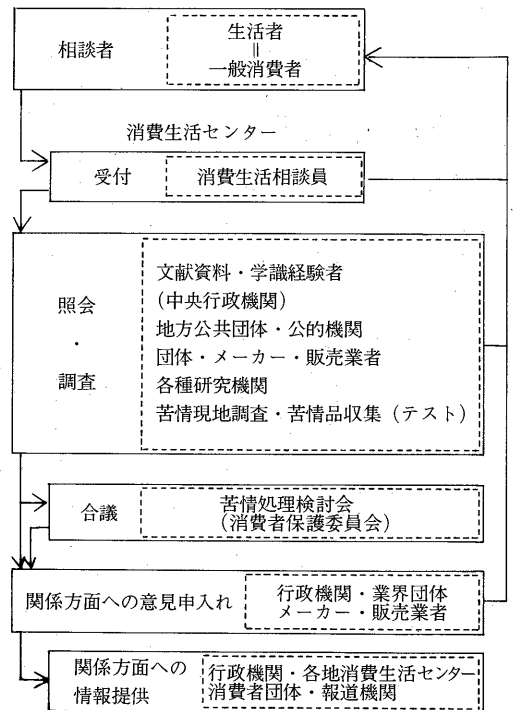 相談者
生活者
‖
一般消費者
消費生活センター
受付
消費生活相談員
照会
・
調査
文献資料・学識経験者
(中央行政機関)
地方公共団体・公的機関
団体・メーカー・販売業者
各種研究機関
苦情現地調査・苦情品収集(テスト)
合議
苦情処理検討会
(消費者保護委員会)
関係方面への意見申入れ
行政機関・業界団体
メーカー・販売業者
関係方面への
情報提供
行政機関・各地消費生活センター
消費者団体・報道機関